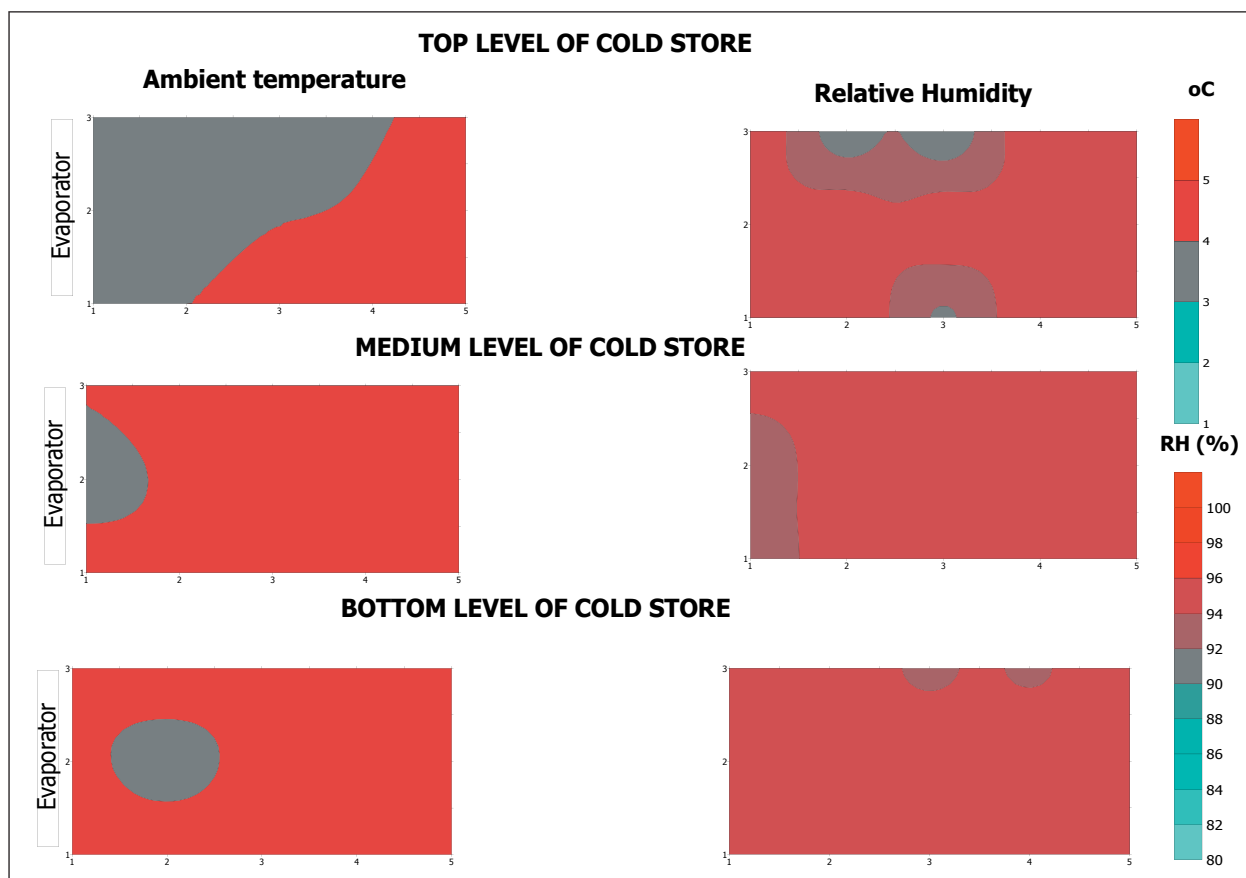 TOP LEVEL OF COLD STORE
Ambient temperature
Relative Humidity
oC
Evaporator
3
2
1
1 2 3 4 5
3
2
1
1 2 3 4 5
5
4
3
2
1
MEDIUM LEVEL OF COLD STORE
Evaporator
3
2
1
1 2 3 4 5
3
2
1
1 2 3 4 5
RH (%)
100
98
96
94
92
90
88
86
84
82
80
BOTTOM LEVEL OF COLD STORE
Evaporator
3
2
1
1 2 3 4 5
3
2
1
1 2 3 4 5